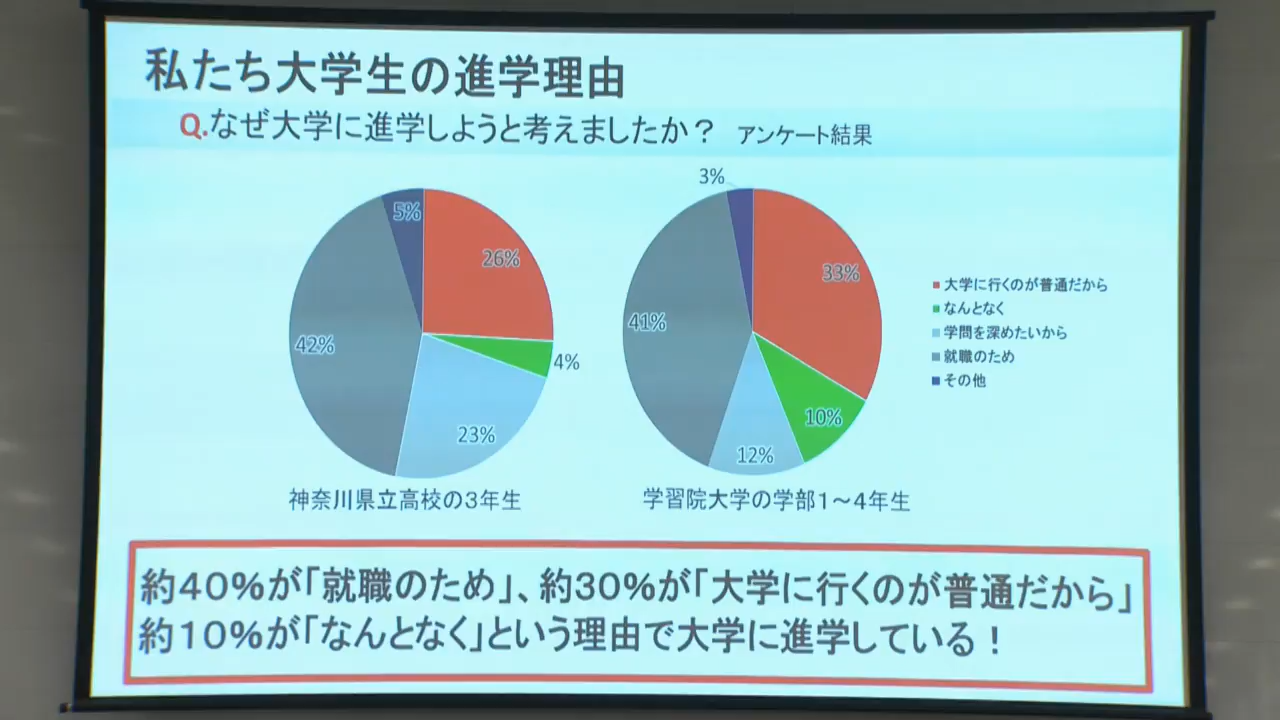 私たち大学生の進学理由
Q.なぜ大学に進学しようと考えましたか？ アンケート結果
5%
26%
4%
23%
42%
神奈川県立高校の3年生
3%
33%
10%
12%
41%
学習院大学の学部1～4年生
大学に行くのが普通だから
なんとなく
学問を深めたいから
就職のため
その他
約40%が「就職のため」、約30%が「大学に行くのが普通だから」
約10%が「なんとなく」という理由で大学に進学している！